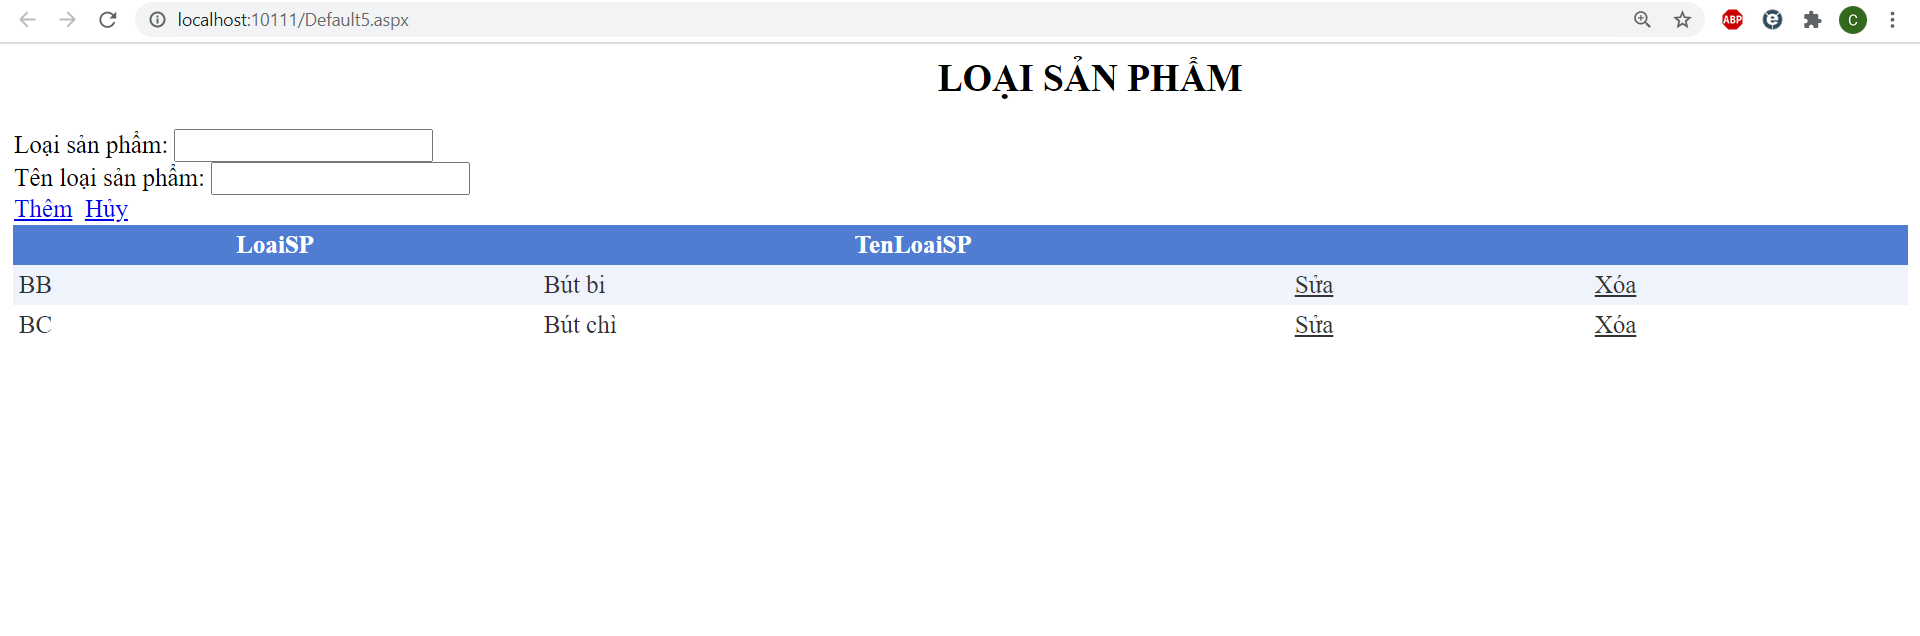 localhost:10111/Default5.aspx
ABP
C
LOẠI SẢN PHẨM
Loại sản phẩm:
Tên loại sản phẩm:
Thêm Hủy
LoaiSP TenLoaiSP
BB Bút bi Sửa Xóa
BC Bút chì Sửa Xóa